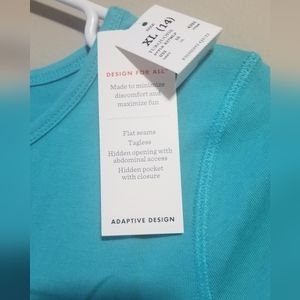 XL (14)
DESIGN FOR ALL
Made to minimize
discomfort and
maximize fun
Flat seams
Tagless
Hidden opening with
abdominal access
Hidden pocket
with closure
ADAPTIVE DESIGN